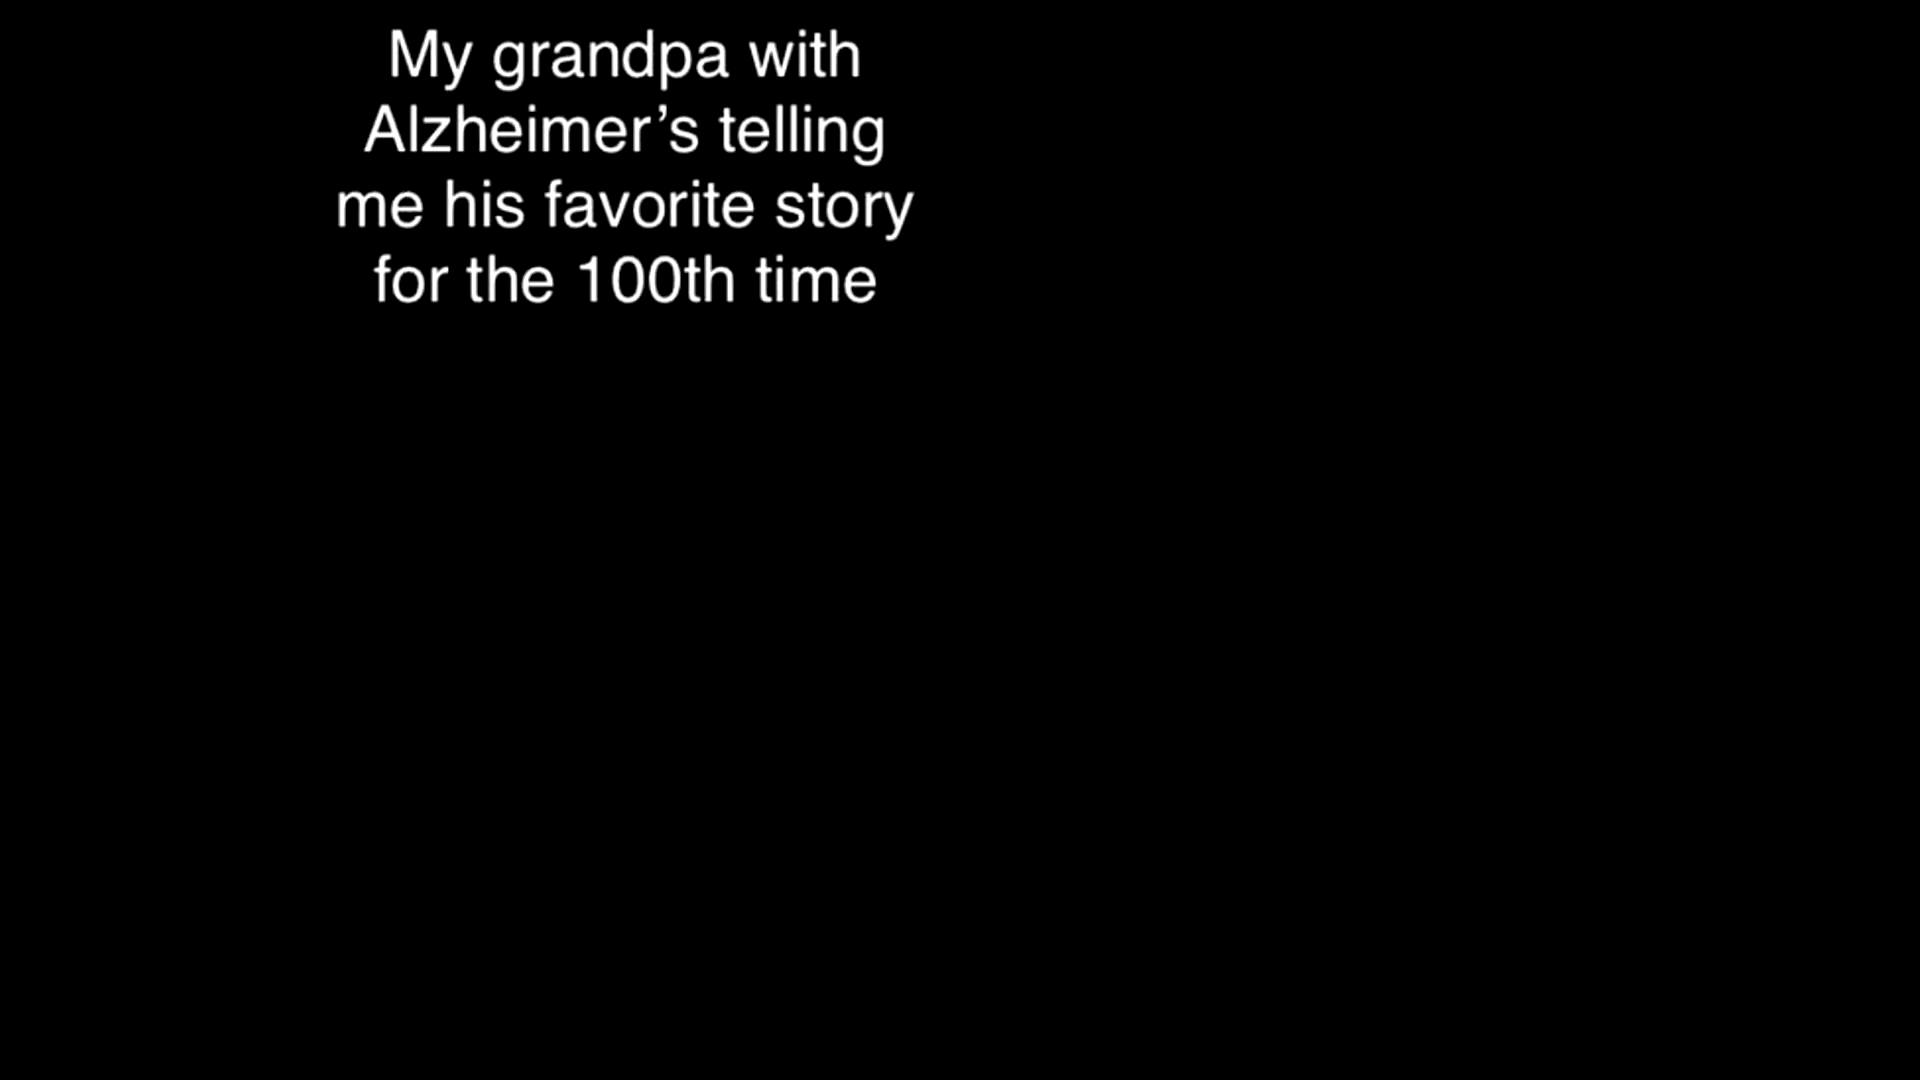 My grandpa with
Alzheimer’s telling
me his favorite story
for the 100th time